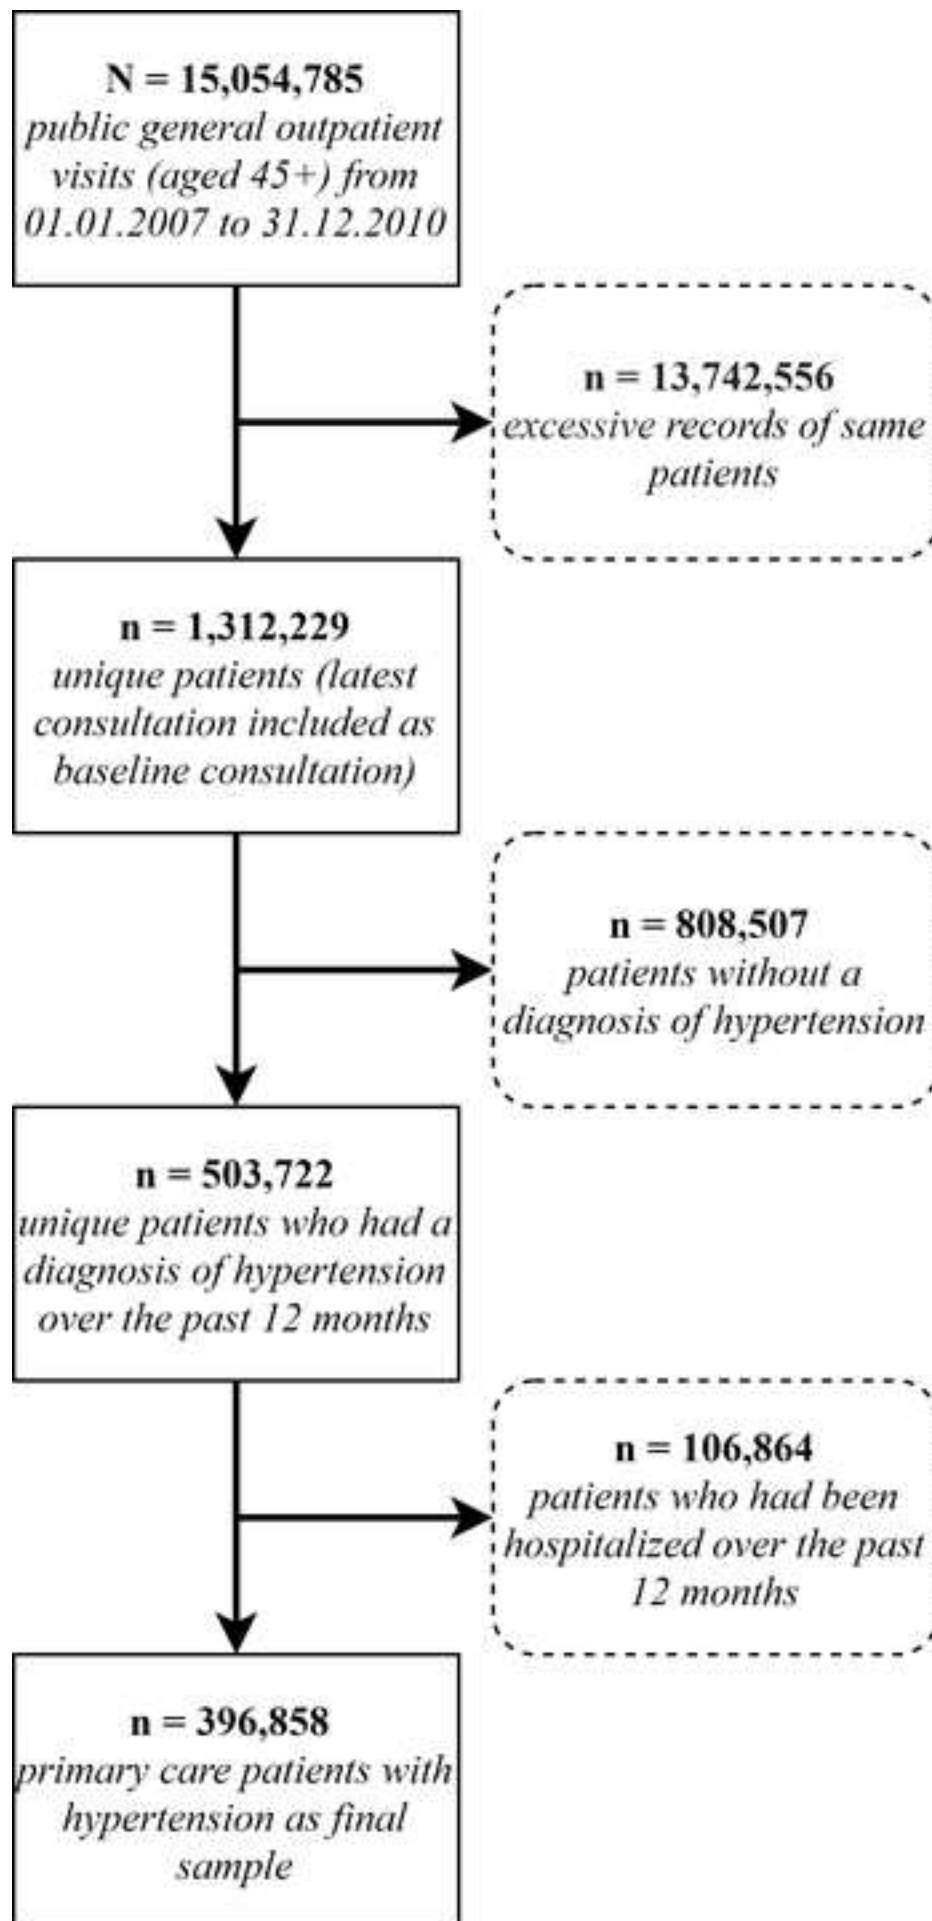 N = 15,054,785
public general outpatient
visits (aged 45+) from
01.01.2007 to 31.12.2010
n = 13,742,556
excessive records of same
patients
n = 1,312,229
unique patients (latest
consultation included as
baseline consultation)
n = 808,507
patients without a
diagnosis of hypertension
n = 503,722
unique patients who had a
diagnosis of hypertension
over the past 12 months
n = 106,864
patients who had been
hospitalized over the past
12 months
n = 396,858
primary care patients with
hypertension as final
sample